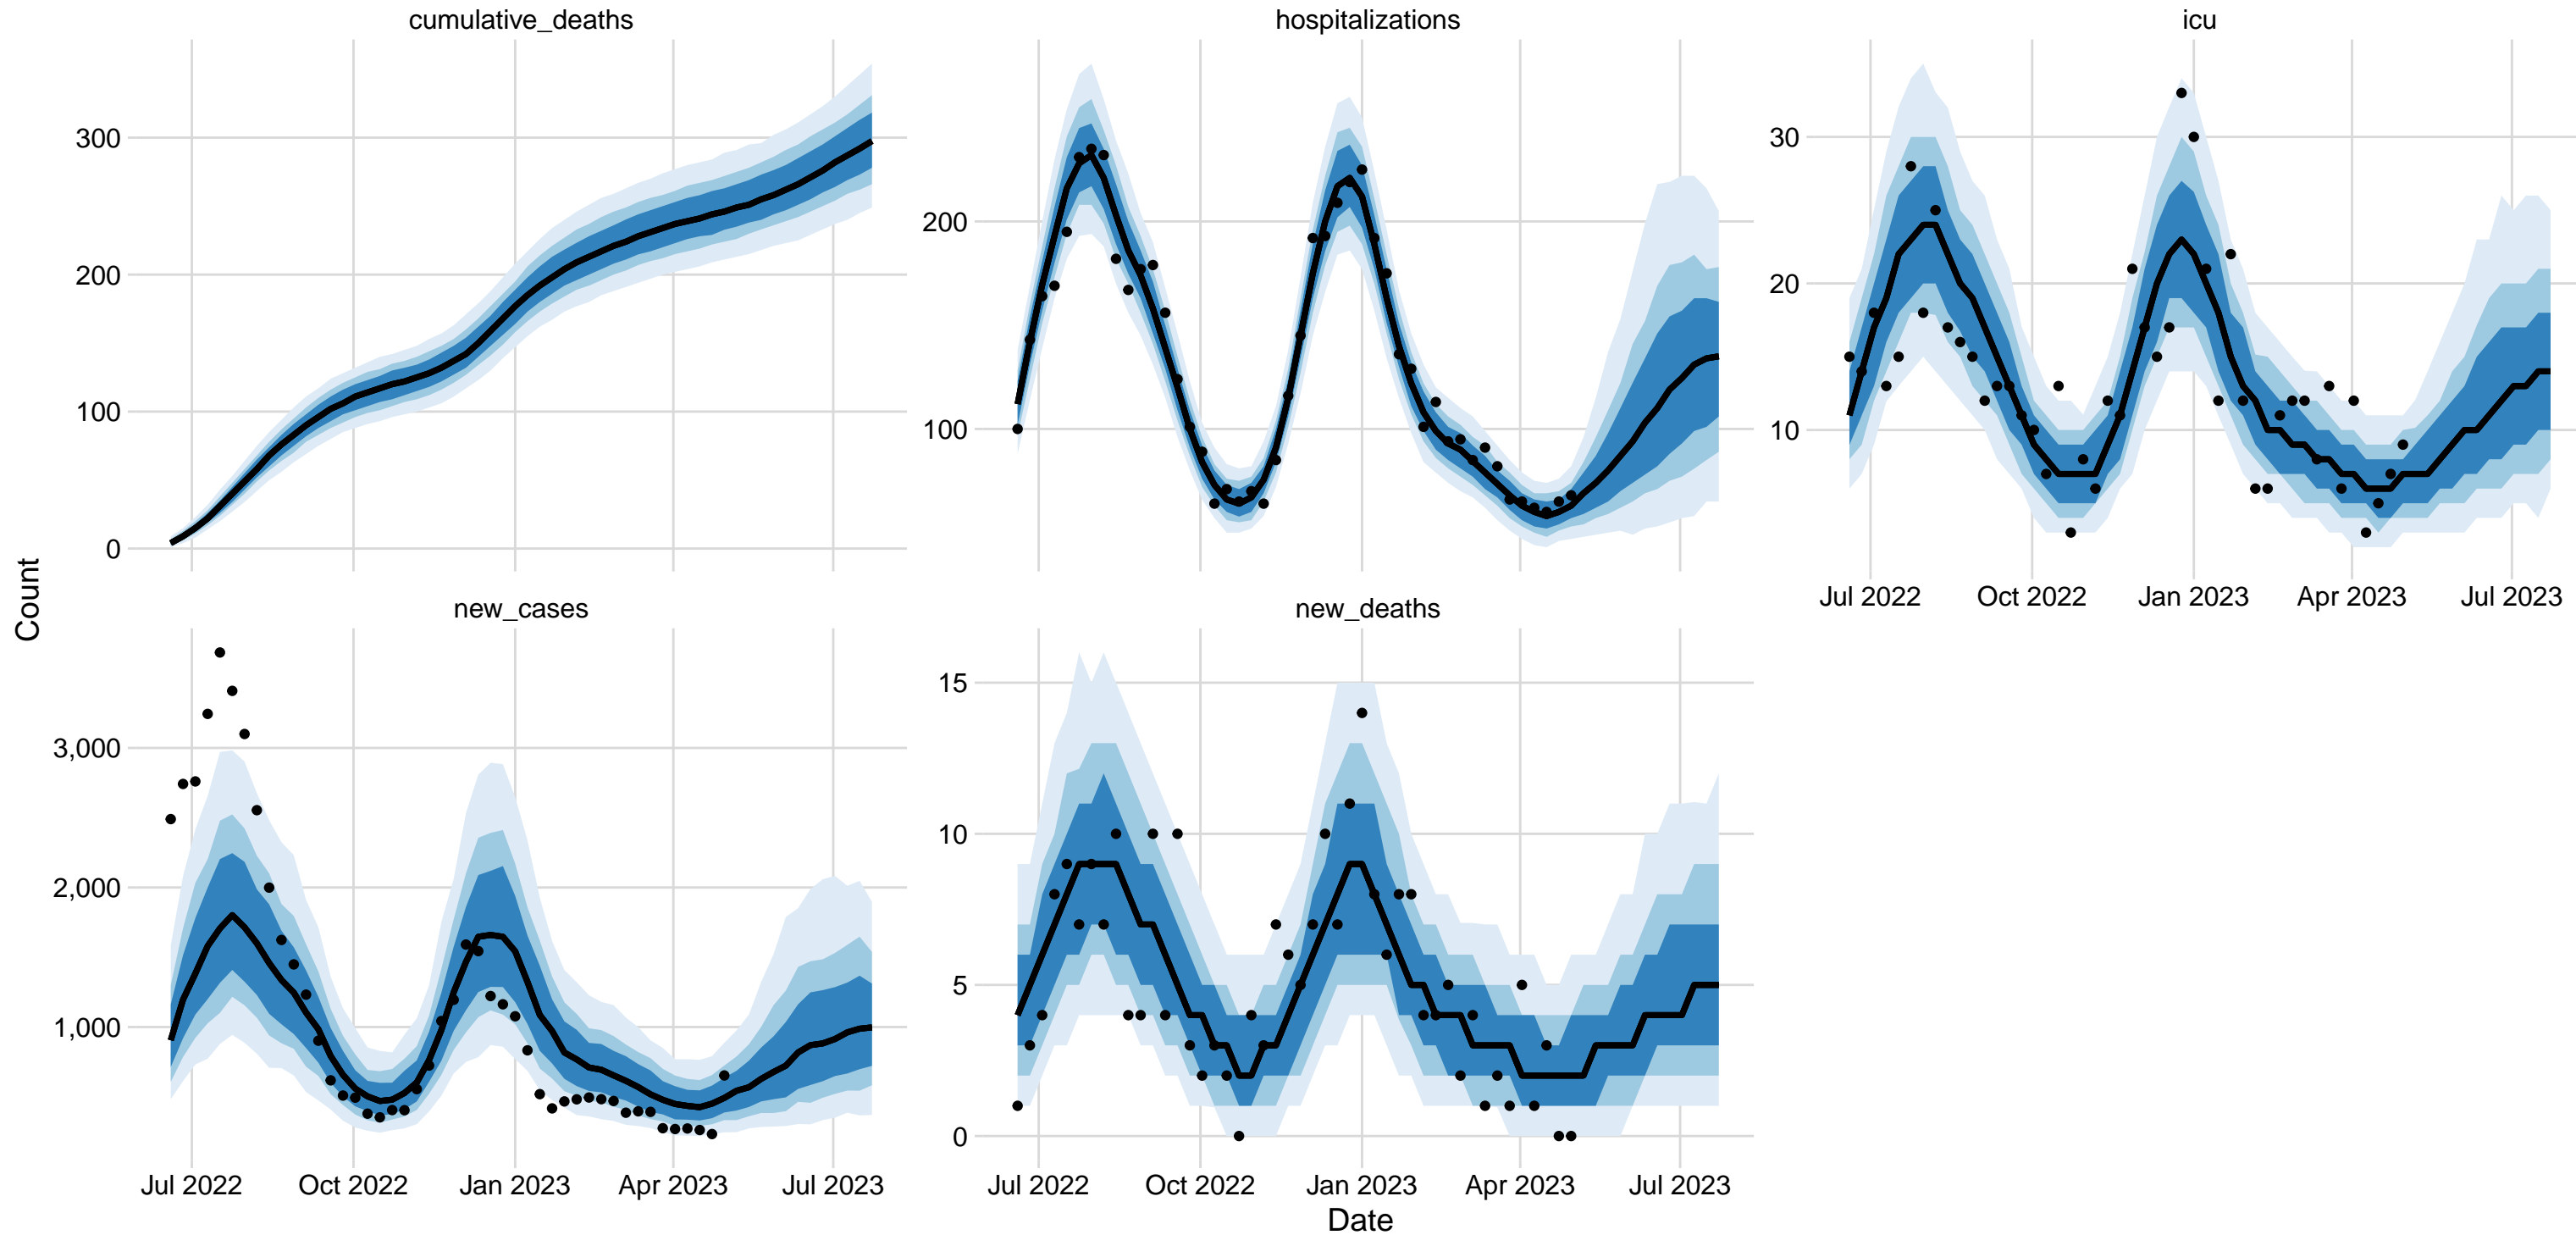 cumulative_deaths
hospitalizations
icu
300
200
100
0
200
100
30
20
10
Jul 2022 Oct 2022 Jan 2023 Apr 2023 Jul 2023
Count
new_cases
new_deaths
3,000
2,000
1,000
15
10
5
0
Jul 2022 Oct 2022 Jan 2023 Apr 2023 Jul 2023
Jul 2022 Oct 2022 Jan 2023 Apr 2023 Jul 2023
Date